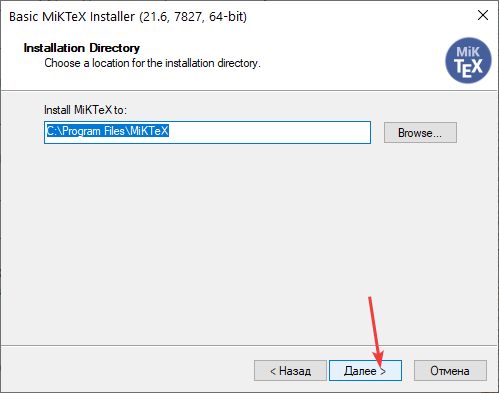 Basic MiKTeX Installer (21.6, 7827, 64-bit)
Installation Directory
Choose a location for the installation directory.
MiK
TEX
Install MiKTeX to:
C:\Program Files\MiKTeX
Browse...
< Назад
Далее >
Отмена